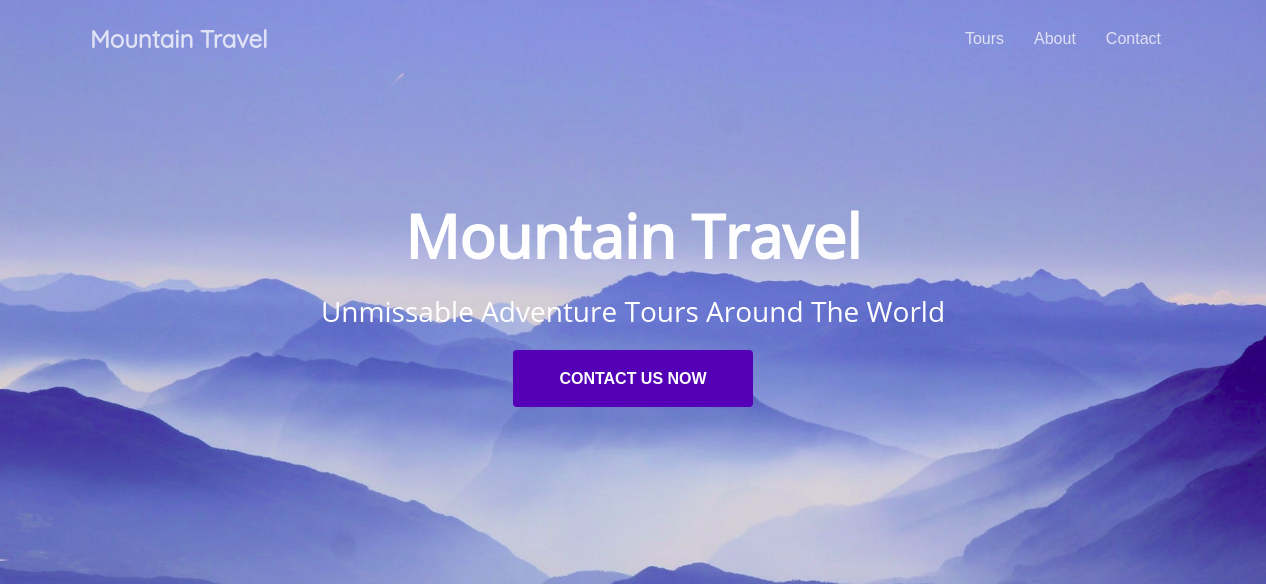 Mountain Travel
Tours About Contact
Mountain Travel
Unmissable Adventure Tours Around The World
CONTACT US NOW